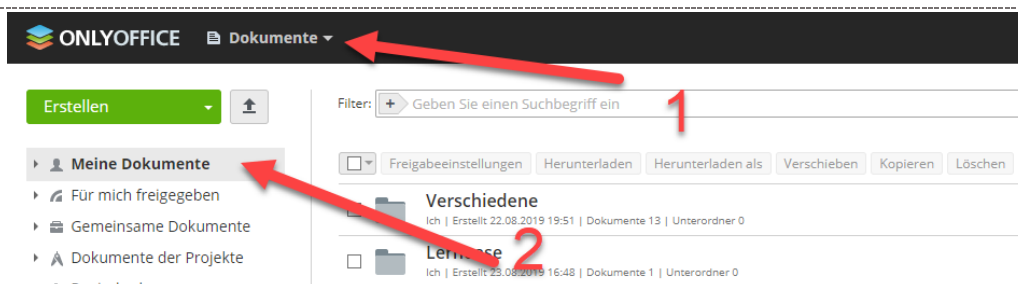 ONLYOFFICE Dokumente
1
Erstellen
Filter: + Geben Sie einen Suchbegriff ein
Meine Dokumente
Freigabeeinstellungen Herunterladen Herunterladen als Verschieben Kopieren Löschen
Für mich freigegeben
Verschiedene
Ich | Erstellt 22.08.2019 19:51 | Dokumente 13 | Unterordner 0
Gemeinsame Dokumente
2
Dokumente der Projekte
Ich | Erstellt 23.08.2019 16:48 | Dokumente 1 | Unterordner 0